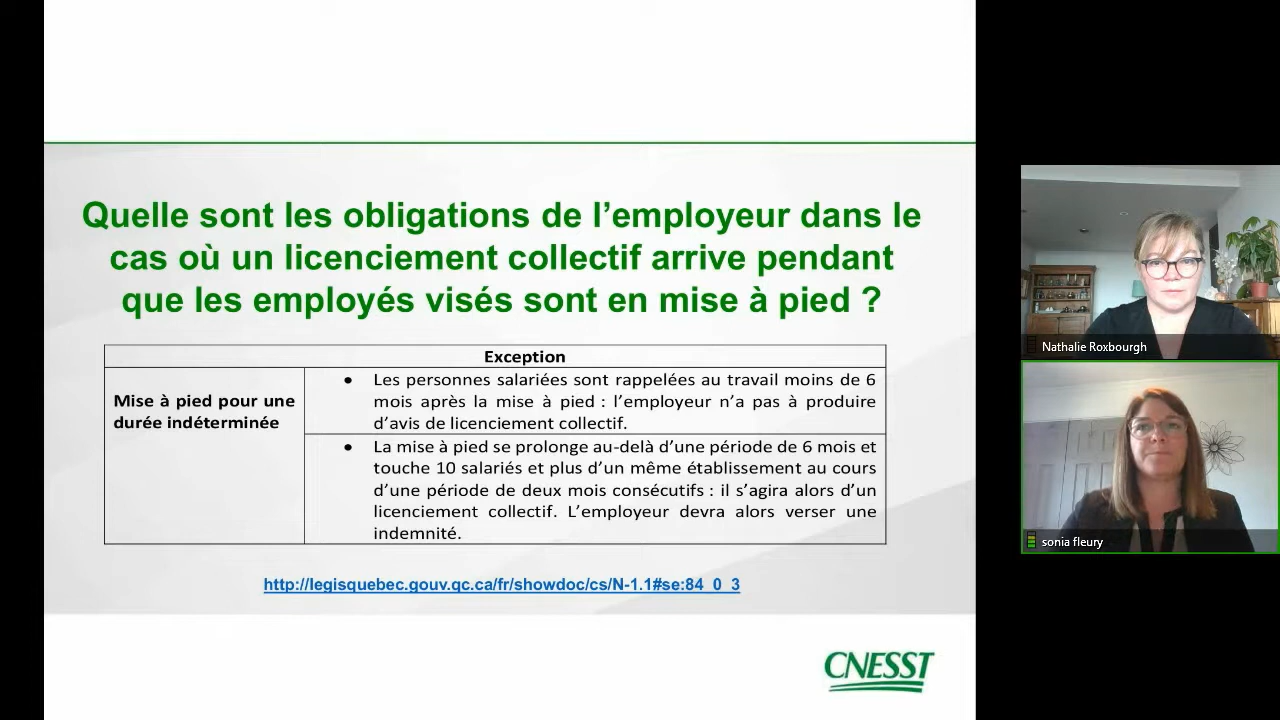 Quelle sont les obligations de l’employeur dans le
cas où un licenciement collectif arrive pendant
que les employés visés sont en mise à pied ?
Exception
Mise à pied pour une
durée indéterminée
• Les personnes salariées sont rappelées au travail moins de 6
mois après la mise à pied : l’employeur n’a pas à produire
d’avis de licenciement collectif.
• La mise à pied se prolonge au-delà d’une période de 6 mois et
touche 10 salariés et plus d’un même établissement au cours
d’une période de deux mois consécutifs : il s’agira alors d’un
licenciement collectif. L’employeur devra alors verser une
indemnité.
http://legisquebec.gouv.qc.ca/fr/showdoc/cs/N-1.1#se:84_0_3
CNESST
Nathalie Roxbourgh
sonia fleury